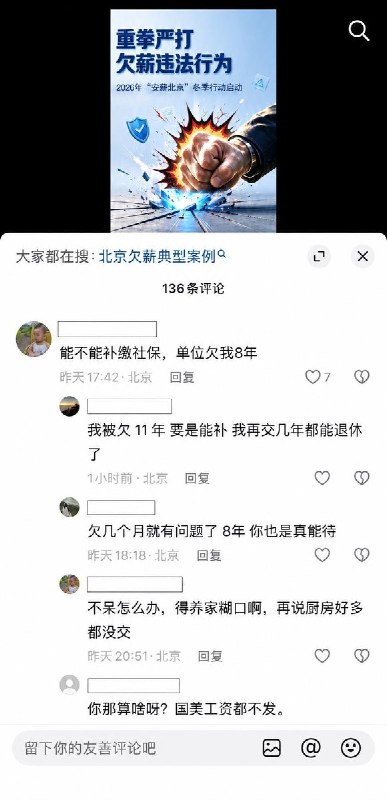 重拳严打
欠薪违法行为
2026年“安薪北京”冬季行动启动
大家都在搜：北京欠薪典型案例
136条评论
能不能补缴社保，单位欠我8年
昨天 17:42 · 北京 回复 7
我被欠 11 年 要是能补 我再交几年都能退休
了
1小时前 · 北京 回复
欠几个月就有问题了 8年 你也是真能待
昨天 18:18 · 北京 回复
不呆怎么办，得养家糊口啊，再说厨房好多
都没交
昨天 20:51 · 北京 回复
你那算啥呀？国美工资都不发。
留下你的友善评论吧